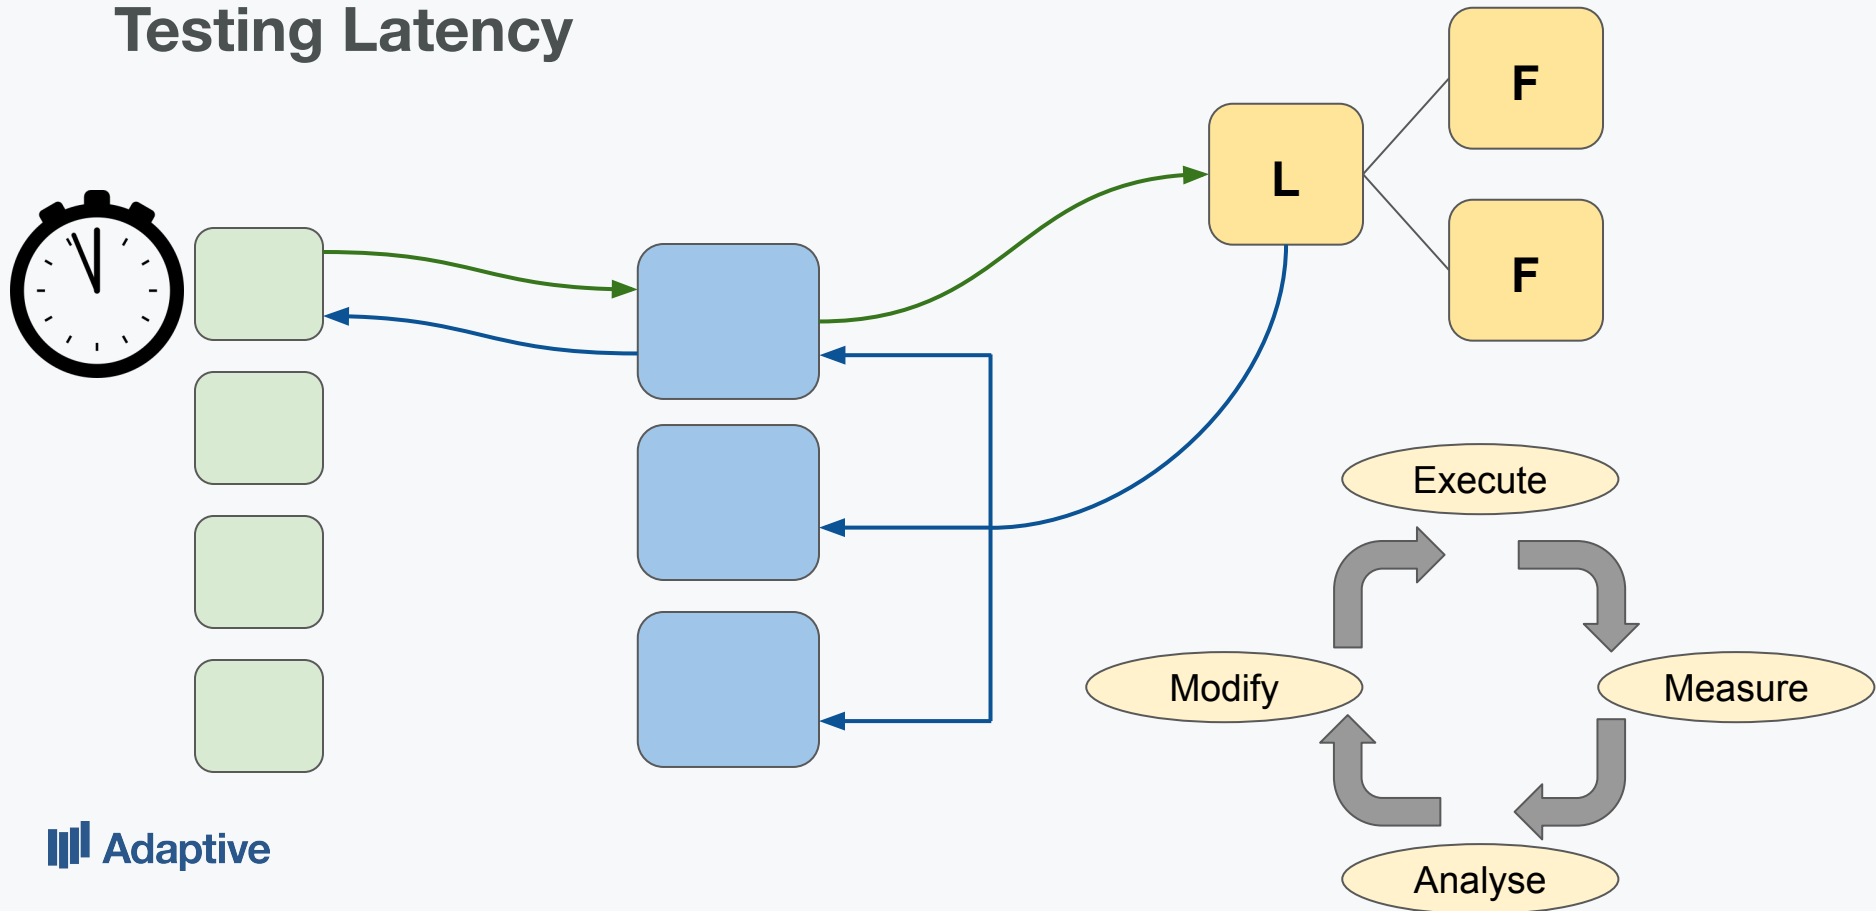 Testing Latency
F
L
F
Execute
Modify
Measure
Analyse
Adaptive